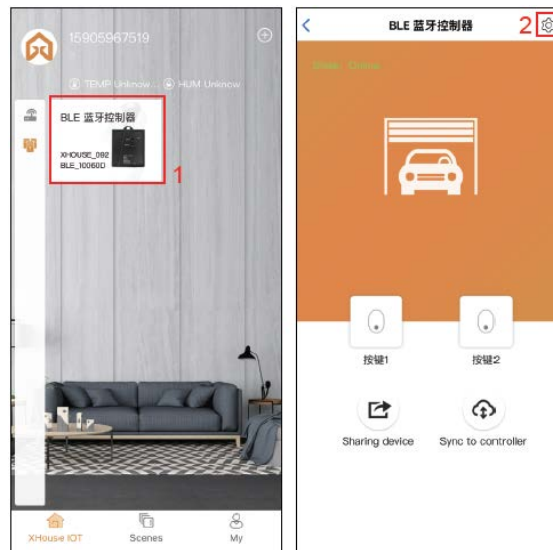 15905967519
TEMP Unknow
HUM Unknow
BLE 蓝牙控制器
XHOUSE_092
BLE_10060D
1
XHouse IOT
Scenes
My
BLE 蓝牙控制器
2
按键1
按键2
Sharing device
Sync to controller